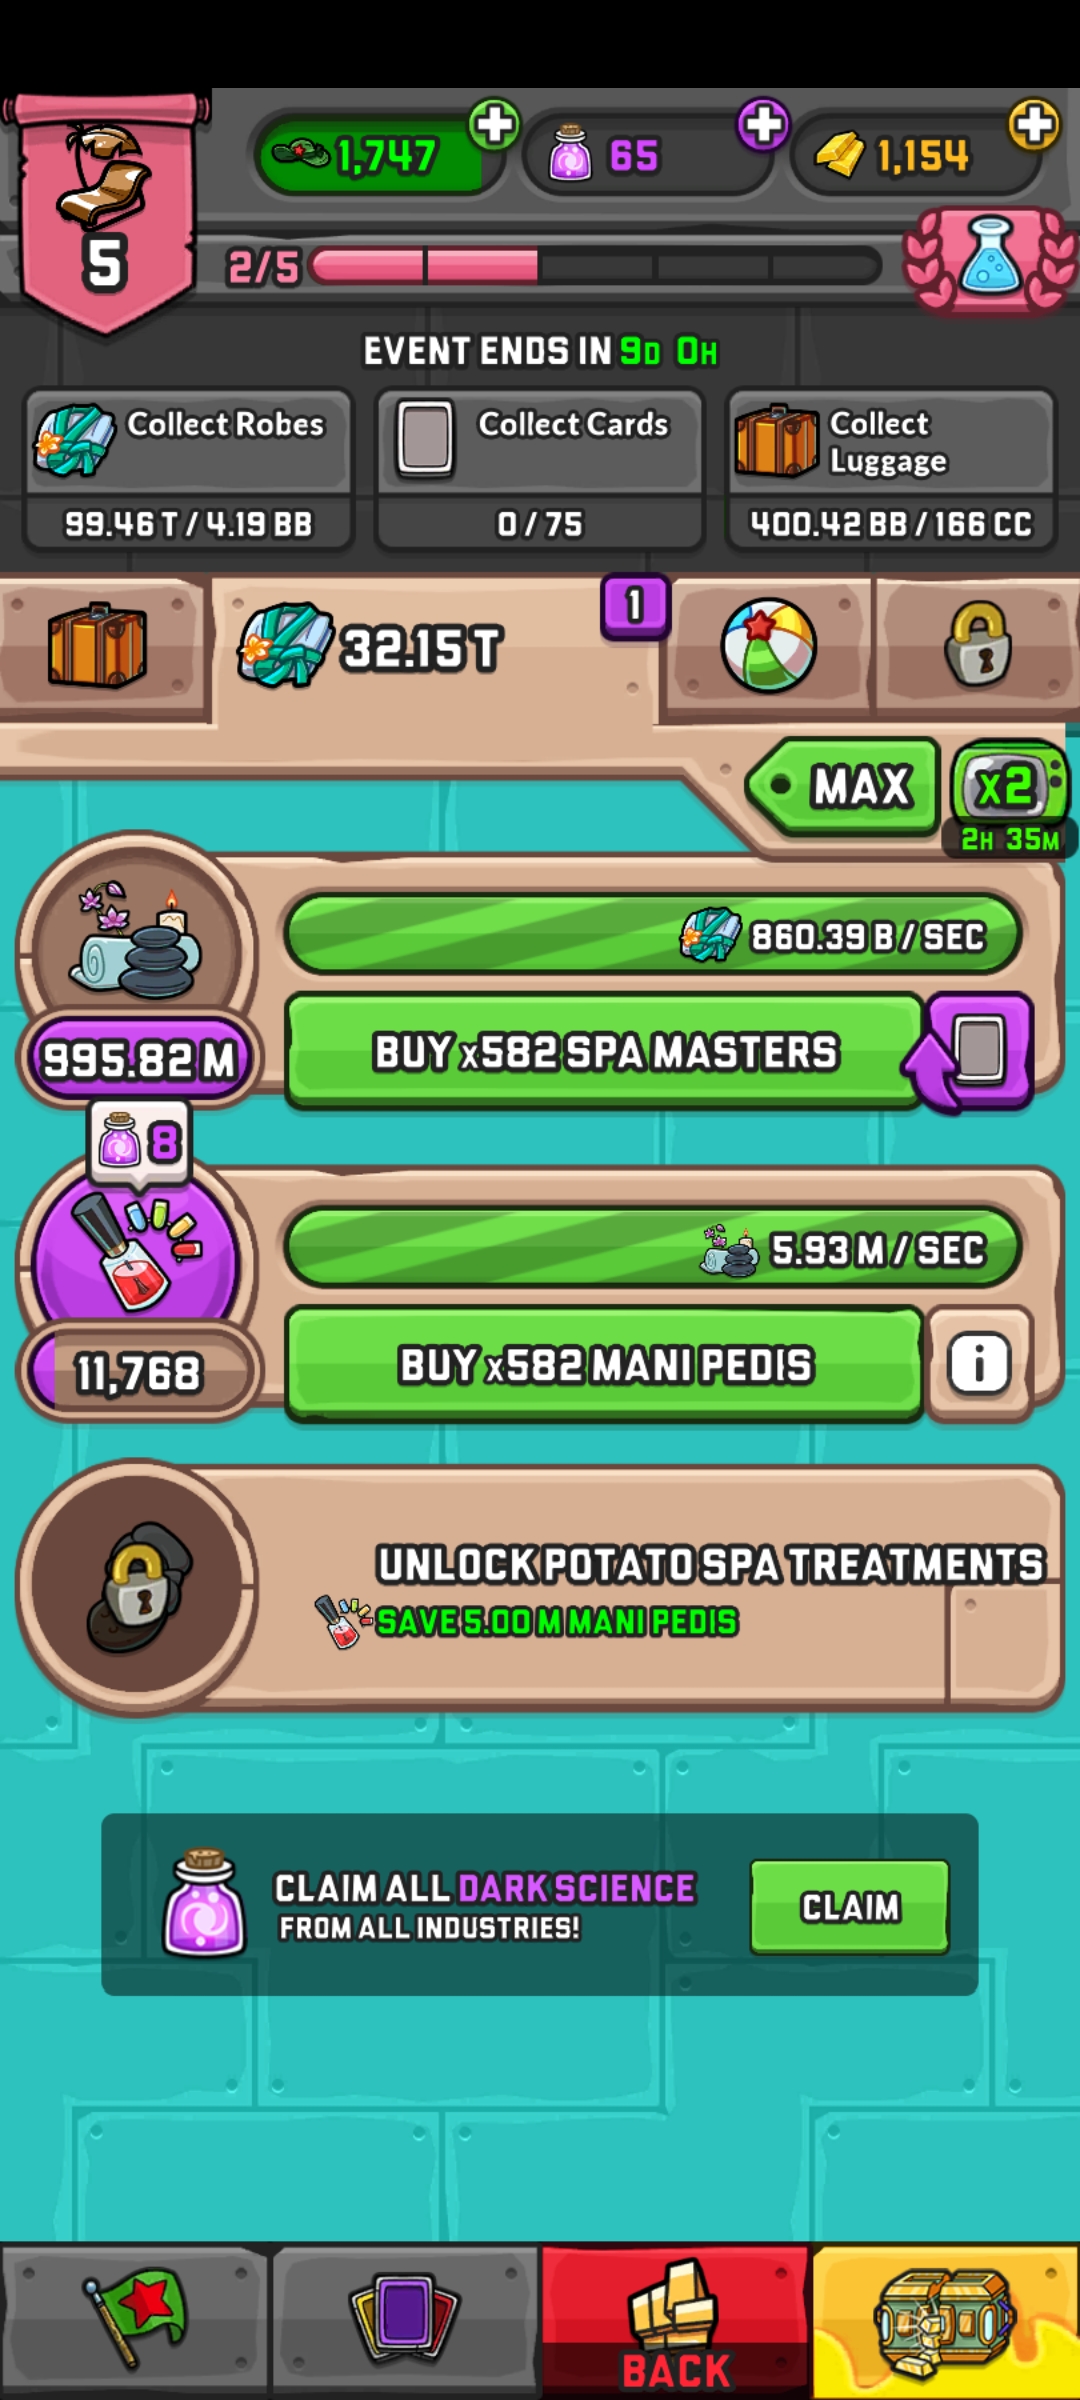 1,747
65
1,154
5
2/5
EVENT ENDS IN 9D 0H
Collect Robes
99.46 T / 4.19 BB
Collect Cards
0 / 75
Collect
Luggage
400.42 BB / 166 CC
32.15 T
1
MAX
x2
2H 35M
860.39 B / SEC
995.82 M
BUY x582 SPA MASTERS
8
5.93 M / SEC
11,768
BUY x582 MANI PEDIS
i
UNLOCK POTATO SPA TREATMENTS
SAVE 5.00 M MANI PEDIS
CLAIM ALL DARK SCIENCE
FROM ALL INDUSTRIES!
CLAIM
BACK